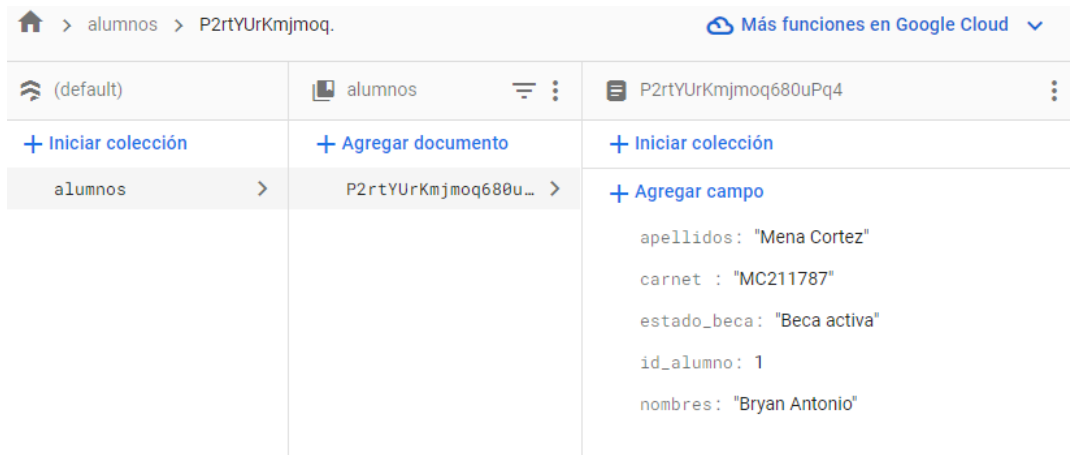 alumnos > P2rtYUrKmjmoq.
Más funciones en Google Cloud
(default)
alumnos
P2rtYUrKmjmoq680uPq4
+ Iniciar colección
+ Agregar documento
+ Iniciar colección
alumnos >
P2rtYUrKmjmoq680u… >
+ Agregar campo
apellidos: "Mena Cortez"
carnet : "MC211787"
estado_beca: "Beca activa"
id_alumno: 1
nombres: "Bryan Antonio"